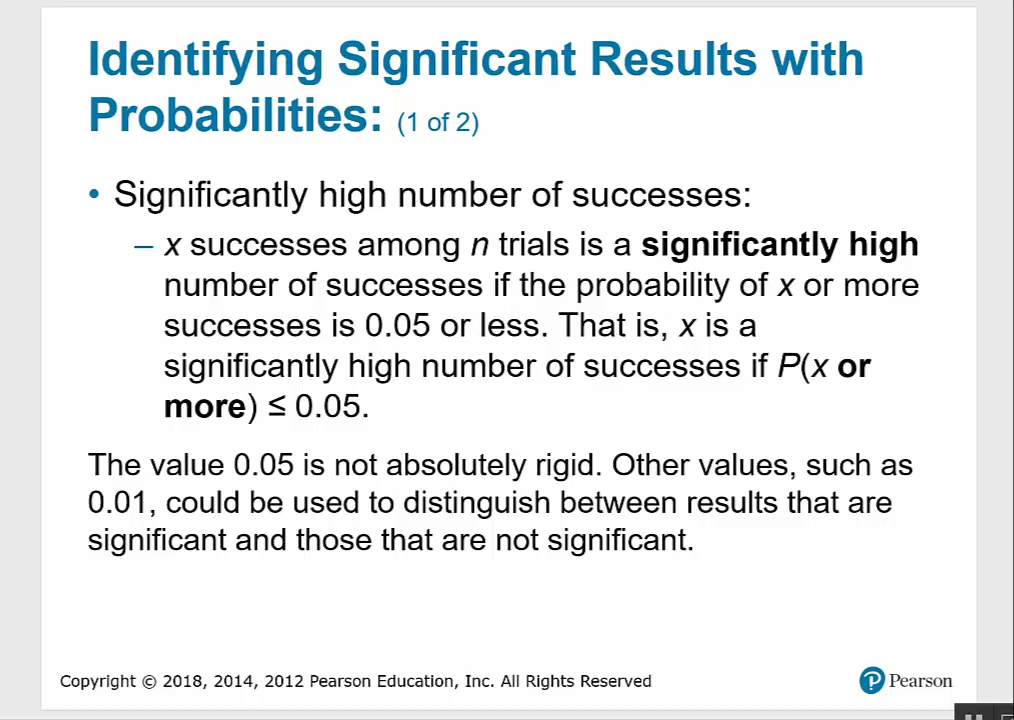 Identifying Significant Results with
Probabilities: (1 of 2)
• Significantly high number of successes:
– x successes among n trials is a significantly high
number of successes if the probability of x or more
successes is 0.05 or less. That is, x is a
significantly high number of successes if P(x or
more) ≤ 0.05.
The value 0.05 is not absolutely rigid. Other values, such as
0.01, could be used to distinguish between results that are
significant and those that are not significant.
Copyright © 2018, 2014, 2012 Pearson Education, Inc. All Rights Reserved
P Pearson